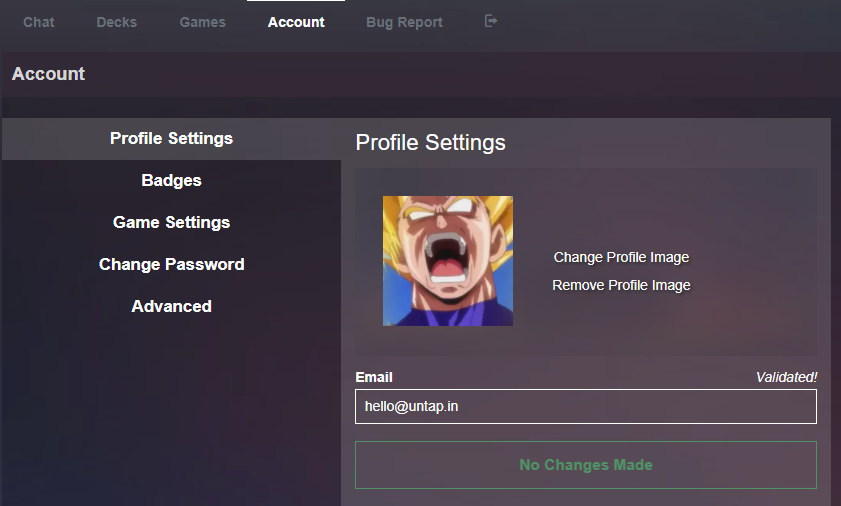 Chat Decks Games Account Bug Report
Account
Profile Settings
Badges
Game Settings
Change Password
Advanced
Profile Settings
Change Profile Image
Remove Profile Image
Email Validated!
hello@untap.in
No Changes Made